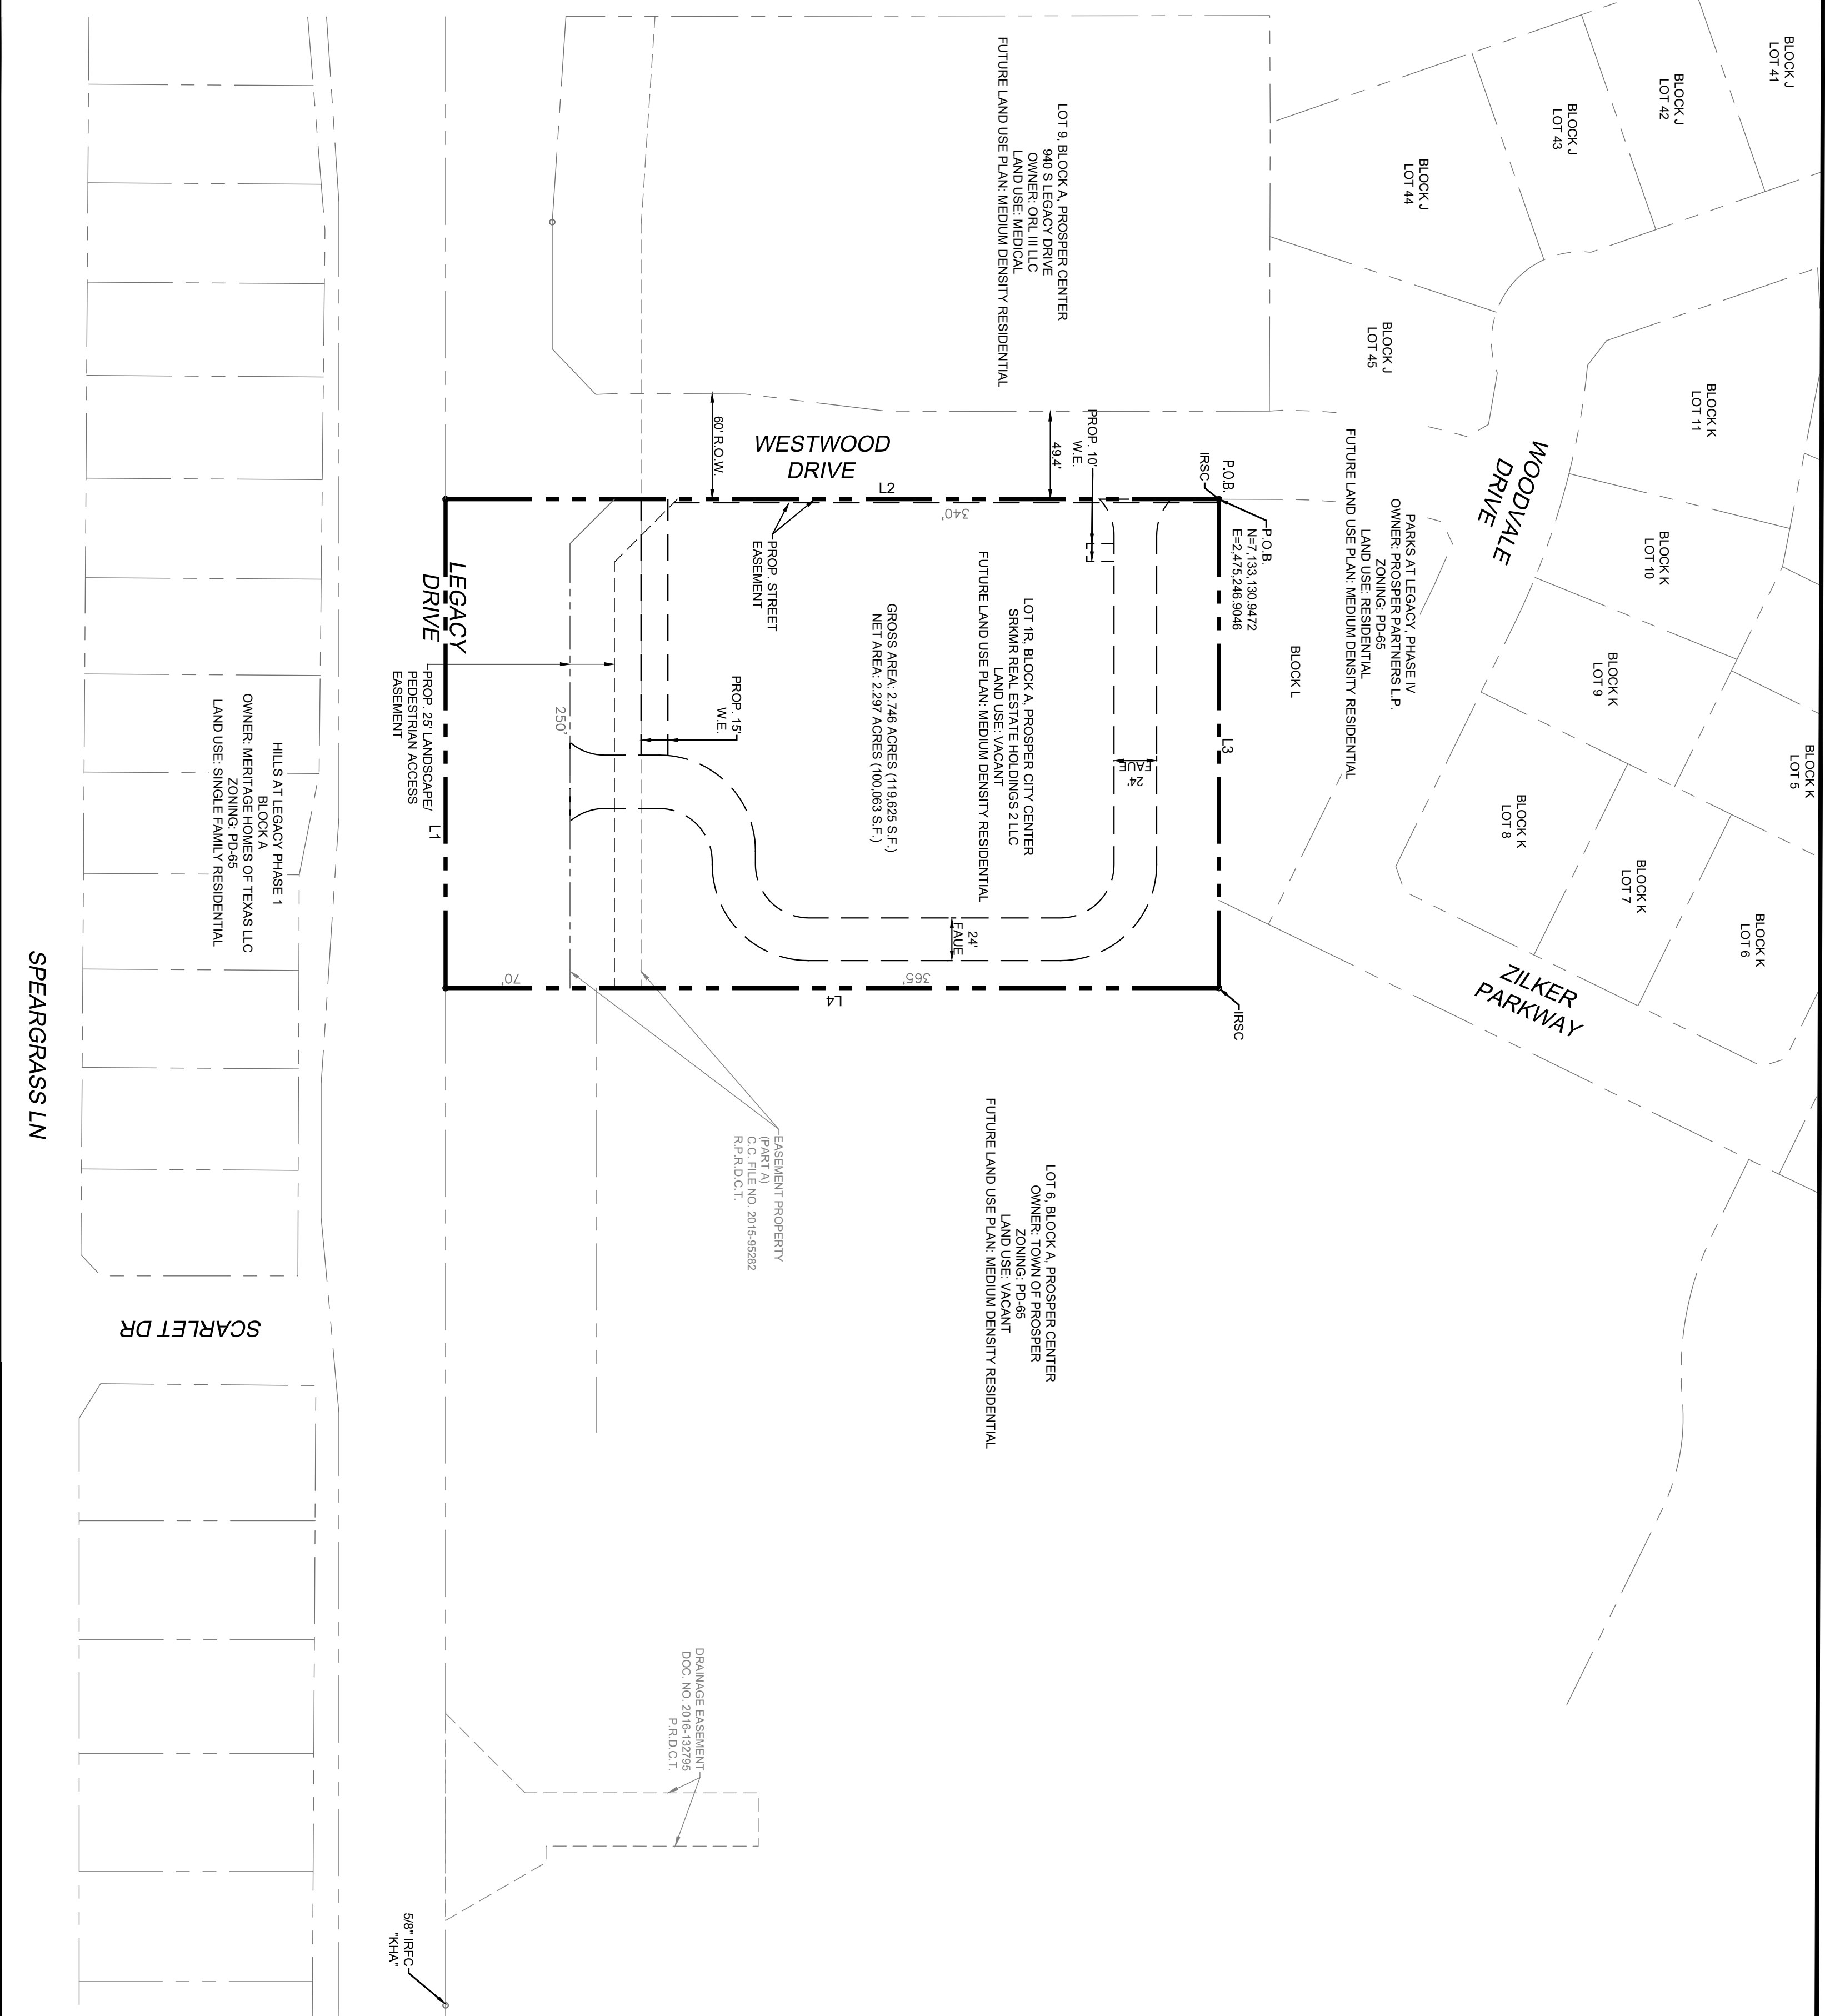 BLOCK J
LOT 41
BLOCK J
LOT 42
BLOCK J
LOT 43
BLOCK J
LOT 44
BLOCK J
LOT 45
BLOCK K
LOT 11
BLOCK K
LOT 10
BLOCK K
LOT 9
BLOCK K
LOT 8
BLOCK K
LOT 7
BLOCK K
LOT 6
BLOCK K
LOT 5
WOODVALE
DRIVE
ZILKER
PARKWAY
PARKS AT LEGACY, PHASE IV
OWNER: PROSPER PARTNERS L.P.
ZONING: PD-65
LAND USE: RESIDENTIAL
FUTURE LAND USE PLAN: MEDIUM DENSITY RESIDENTIAL
BLOCK L
LOT 9, BLOCK A, PROSPER CENTER
940 S LEGACY DRIVE
OWNER: ORL III LLC
LAND USE: MEDICAL
FUTURE LAND USE PLAN: MEDIUM DENSITY RESIDENTIAL
P.O.B.
IRSC
P.O.B.
N=7,133,130.9472
E=2,475,246.9046
PROP. 10'
W.E.
49.4'
60' R.O.W.
WESTWOOD
DRIVE
L2
340'
L3
24'
EAUE
LOT 1R, BLOCK A, PROSPER CITY CENTER
SRKMR REAL ESTATE HOLDINGS 2 LLC
LAND USE: VACANT
FUTURE LAND USE PLAN: MEDIUM DENSITY RESIDENTIAL
GROSS AREA: 2.746 ACRES (119,625 S.F.)
NET AREA: 2.297 ACRES (100,063 S.F.)
PROP. STREET
EASEMENT
PROP. 15'
W.E.
250'
24'
EAUE
365'
L4
70'
IRSC
LEGACY
DRIVE
PROP. 25' LANDSCAPE/
PEDESTRIAN ACCESS
EASEMENT
L1
LOT 6, BLOCK A, PROSPER CENTER
OWNER: TOWN OF PROSPER
ZONING: PD-65
LAND USE: VACANT
FUTURE LAND USE PLAN: MEDIUM DENSITY RESIDENTIAL
EASEMENT PROPERTY
(PART A)
C.C. FILE NO. 2015-95282
R.P.R.D.C.T.
HILLS AT LEGACY PHASE 1
BLOCK A
OWNER: MERITAGE HOMES OF TEXAS LLC
ZONING: PD-65
LAND USE: SINGLE FAMILY RESIDENTIAL
SPEARGRASS LN
SCARLET DR
DRAINAGE EASEMENT
DOC. NO. 2016-132795
P.R.D.C.T.
5/8" IRFC
"KHA"